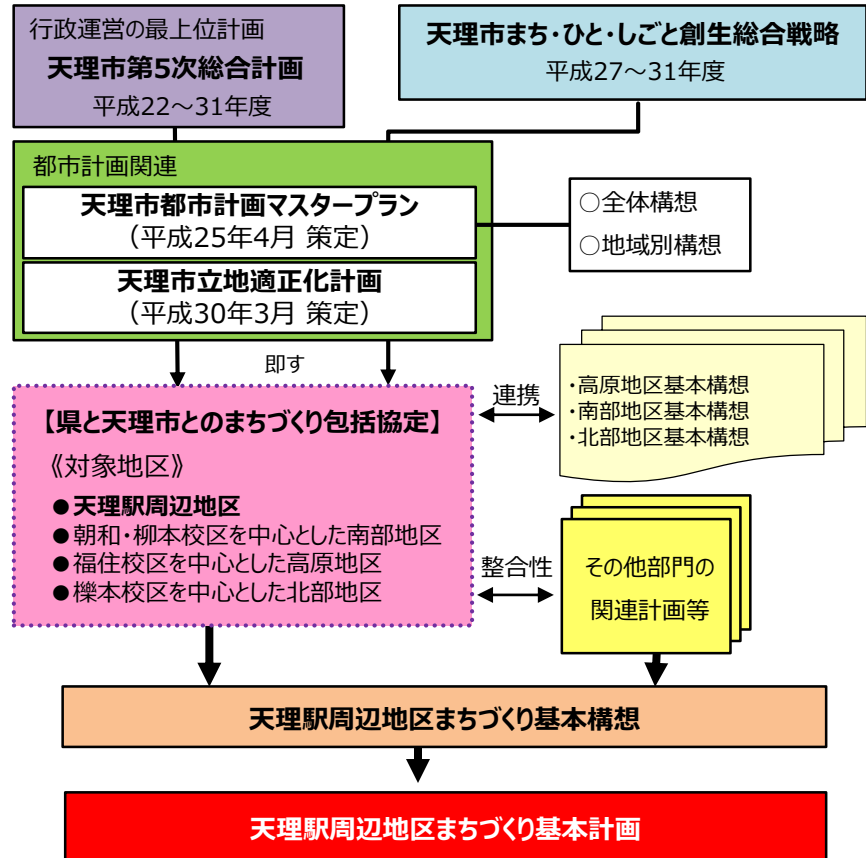 行政運営の最上位計画
天理市第5次総合計画
平成22～31年度
天理市まち・ひと・しごと創生総合戦略
平成27～31年度
都市計画関連
天理市都市計画マスタープラン
（平成25年4月 策定）
天理市立地適正化計画
（平成30年3月 策定）
○全体構想
○地域別構想
即す
【県と天理市とのまちづくり包括協定】
《対象地区》
●天理駅周辺地区
●朝和・柳本校区を中心とした南部地区
●福住校区を中心とした高原地区
●櫟本校区を中心とした北部地区
連携
・高原地区基本構想
・南部地区基本構想
・北部地区基本構想
整合性
その他部門の
関連計画等
天理駅周辺地区まちづくり基本構想
天理駅周辺地区まちづくり基本計画